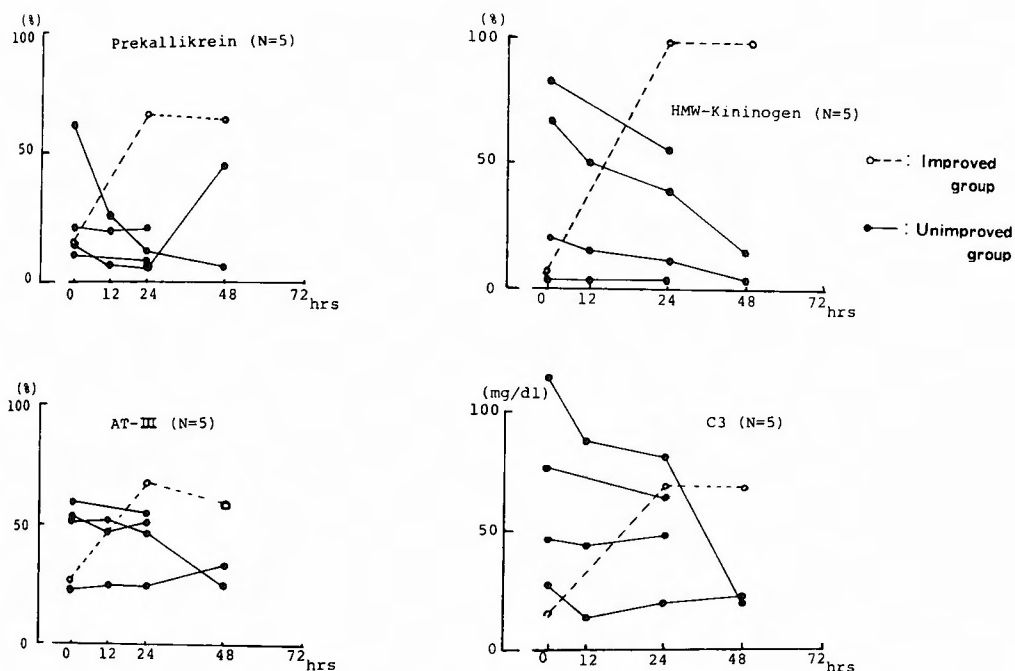 (%)
100
Prekallikrein (N=5)
50
0
0 12 24 48 72 hrs
(%)
100
HMW-Kininogen (N=5)
50
0
0 12 24 48 72 hrs
: Improved
group
: Unimproved
group
(%)
100
AT-III (N=5)
50
0
0 12 24 48 72 hrs
(mg/dl)
100
C3 (N=5)
50
0
0 12 24 48 72 hrs